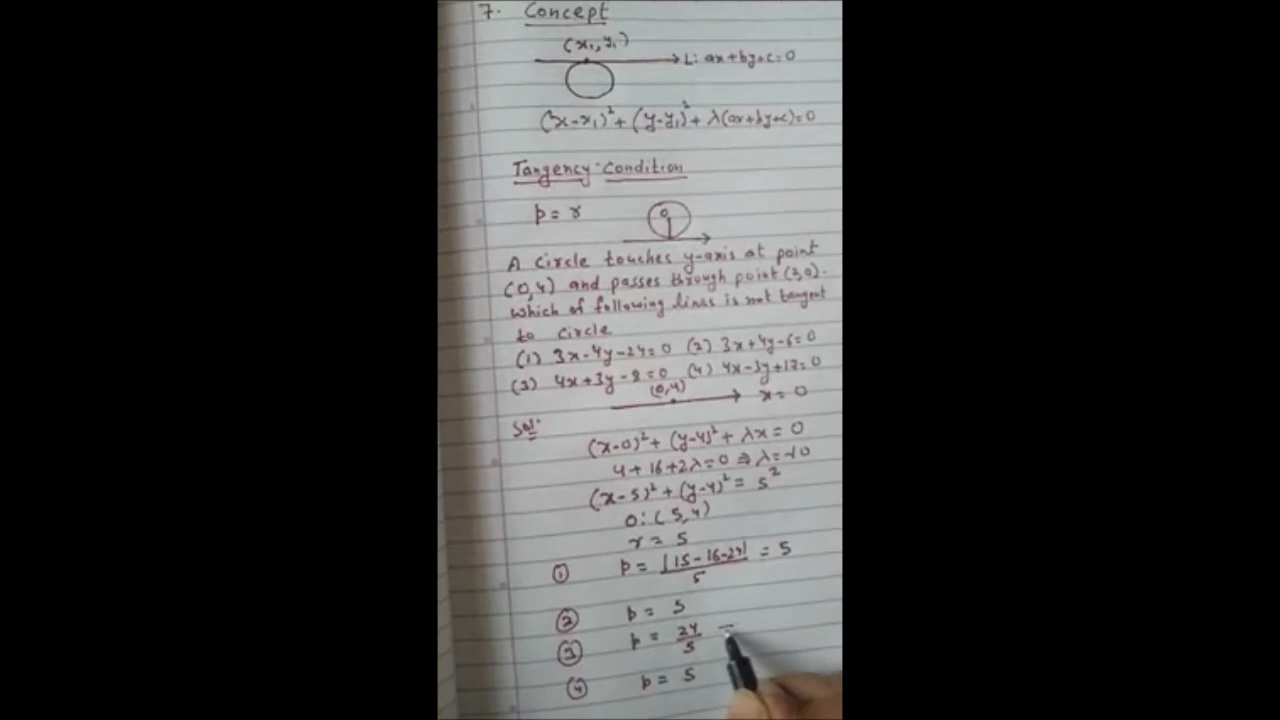 7. Concept
(x₁, y₁)
L: ax+by+c=0
(x-x₁)²+(y-y₁)²+λ(ax+by+c)=0
Tangency Condition
p = r
O
A circle touches y-axis at point
(0,4) and passes through point (2,0).
which of following lines is not tangent
to circle
(1) 3x-4y-24=0 (2) 3x+4y-6=0
(3) 4x+3y-8=0 (4) 4x-3y+17=0
(0,4)
x=0
Sol:
(x-0)²+(y-4)²+λx=0
4+16+2λ=0 ⇒ λ=-10
(x-5)²+(y-4)²=5²
O:(5,4)
r=5
① p = |15-16-24|/5 = 5
② p = 5
③ p = 24/5
④ p = 5